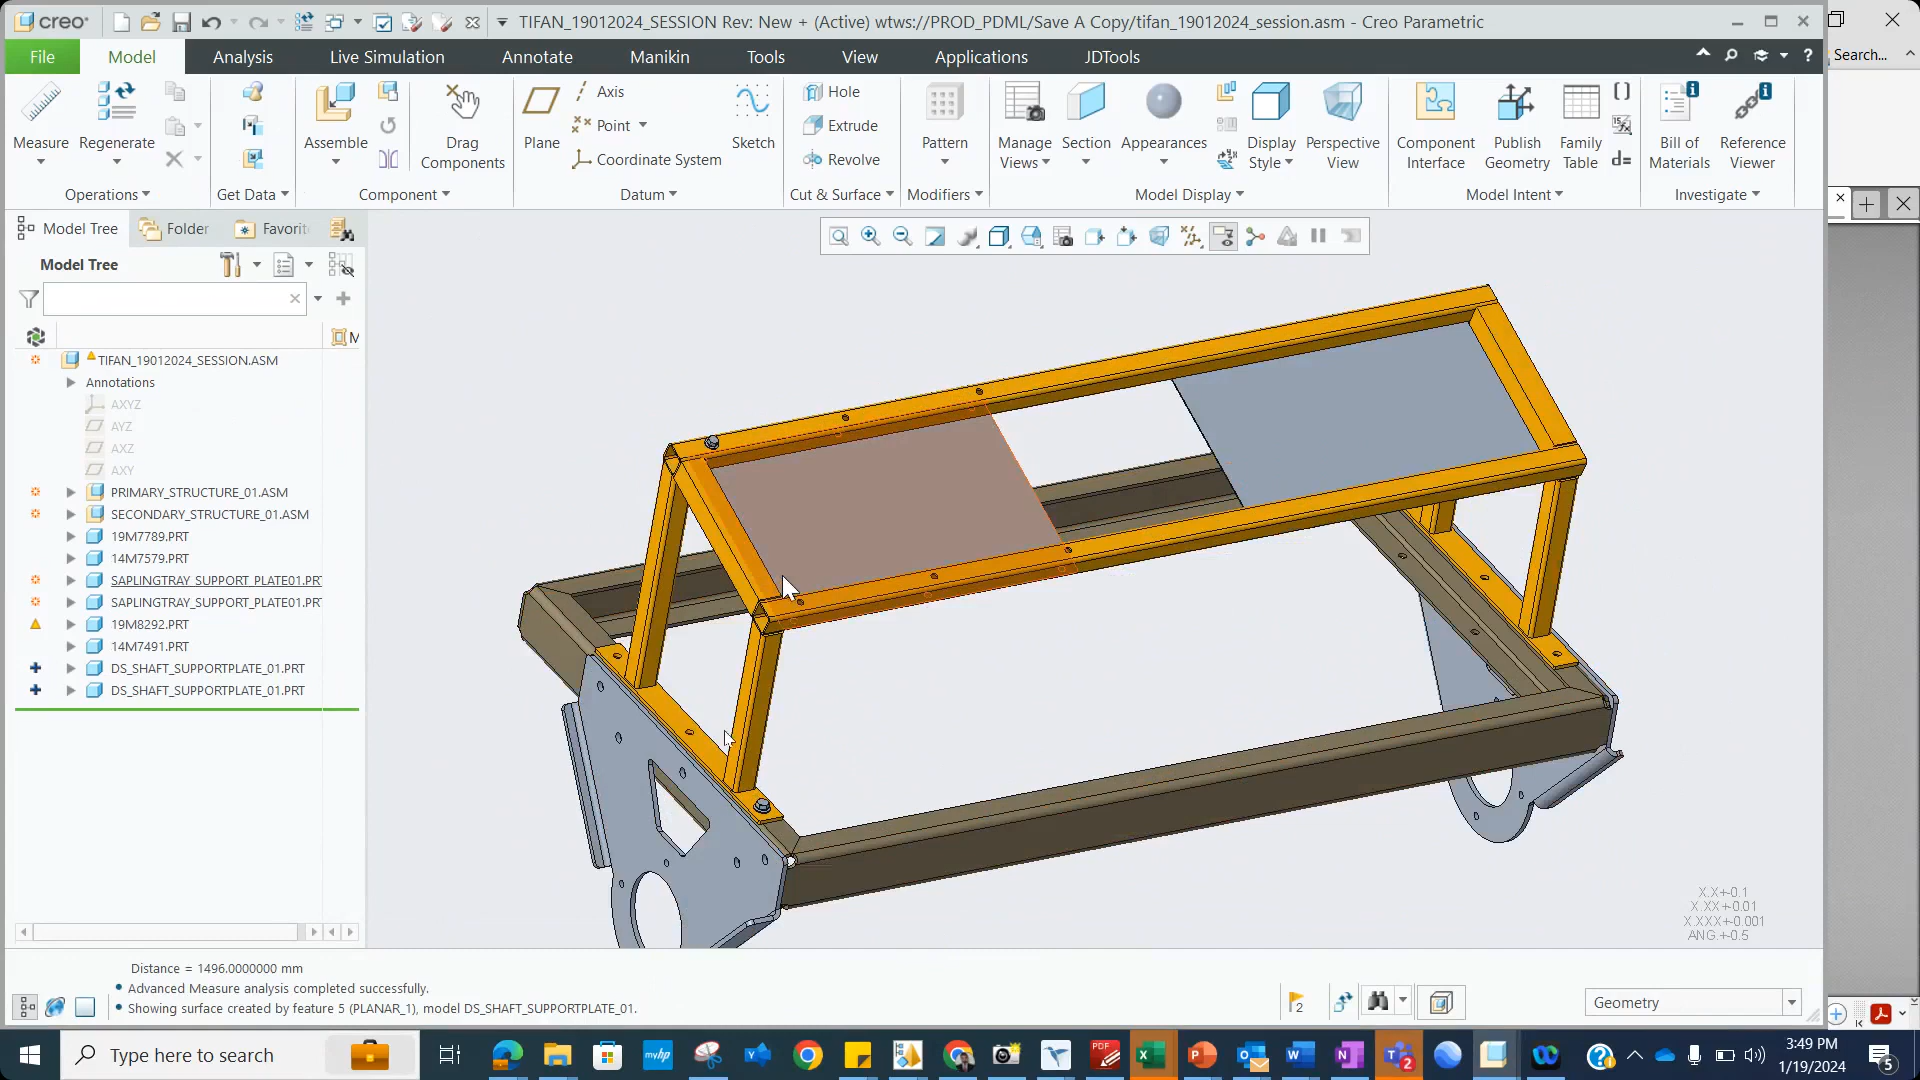 creo
TIFAN_19012024_SESSION Rev: New + (Active) wtws://PROD_PDML/Save A Copy/tifan_19012024_session.asm - Creo Parametric
File
Model
Analysis
Live Simulation
Annotate
Manikin
Tools
View
Applications
JDTools
Search...
Measure
Regenerate
Assemble
Drag
Components
Plane
Axis
Point
Coordinate System
Sketch
Hole
Extrude
Revolve
Pattern
Manage
Views
Section
Appearances
Display
Style
Perspective
View
Component
Interface
Publish
Geometry
Family
Table
Bill of
Materials
Reference
Viewer
Operations
Get Data
Component
Datum
Cut & Surface
Modifiers
Model Display
Model Intent
Investigate
Model Tree
Folder
Favorit
Model Tree
M
TIFAN_19012024_SESSION.ASM
Annotations
AXYZ
AYZ
AXZ
AXY
PRIMARY_STRUCTURE_01.ASM
SECONDARY_STRUCTURE_01.ASM
19M7789.PRT
14M7579.PRT
SAPLINGTRAY_SUPPORT_PLATE01.PR
SAPLINGTRAY_SUPPORT_PLATE01.PR
19M8292.PRT
14M7491.PRT
DS_SHAFT_SUPPORTPLATE_01.PRT
DS_SHAFT_SUPPORTPLATE_01.PRT
X.X+-0.1
X.XX+-0.01
X.XXX+-0.001
ANG.+-0.5
Distance = 1496.0000000 mm
Advanced Measure analysis completed successfully.
Showing surface created by feature 5 (PLANAR_1), model DS_SHAFT_SUPPORTPLATE_01.
2
Geometry
Type here to search
3:49 PM
1/19/2024
5